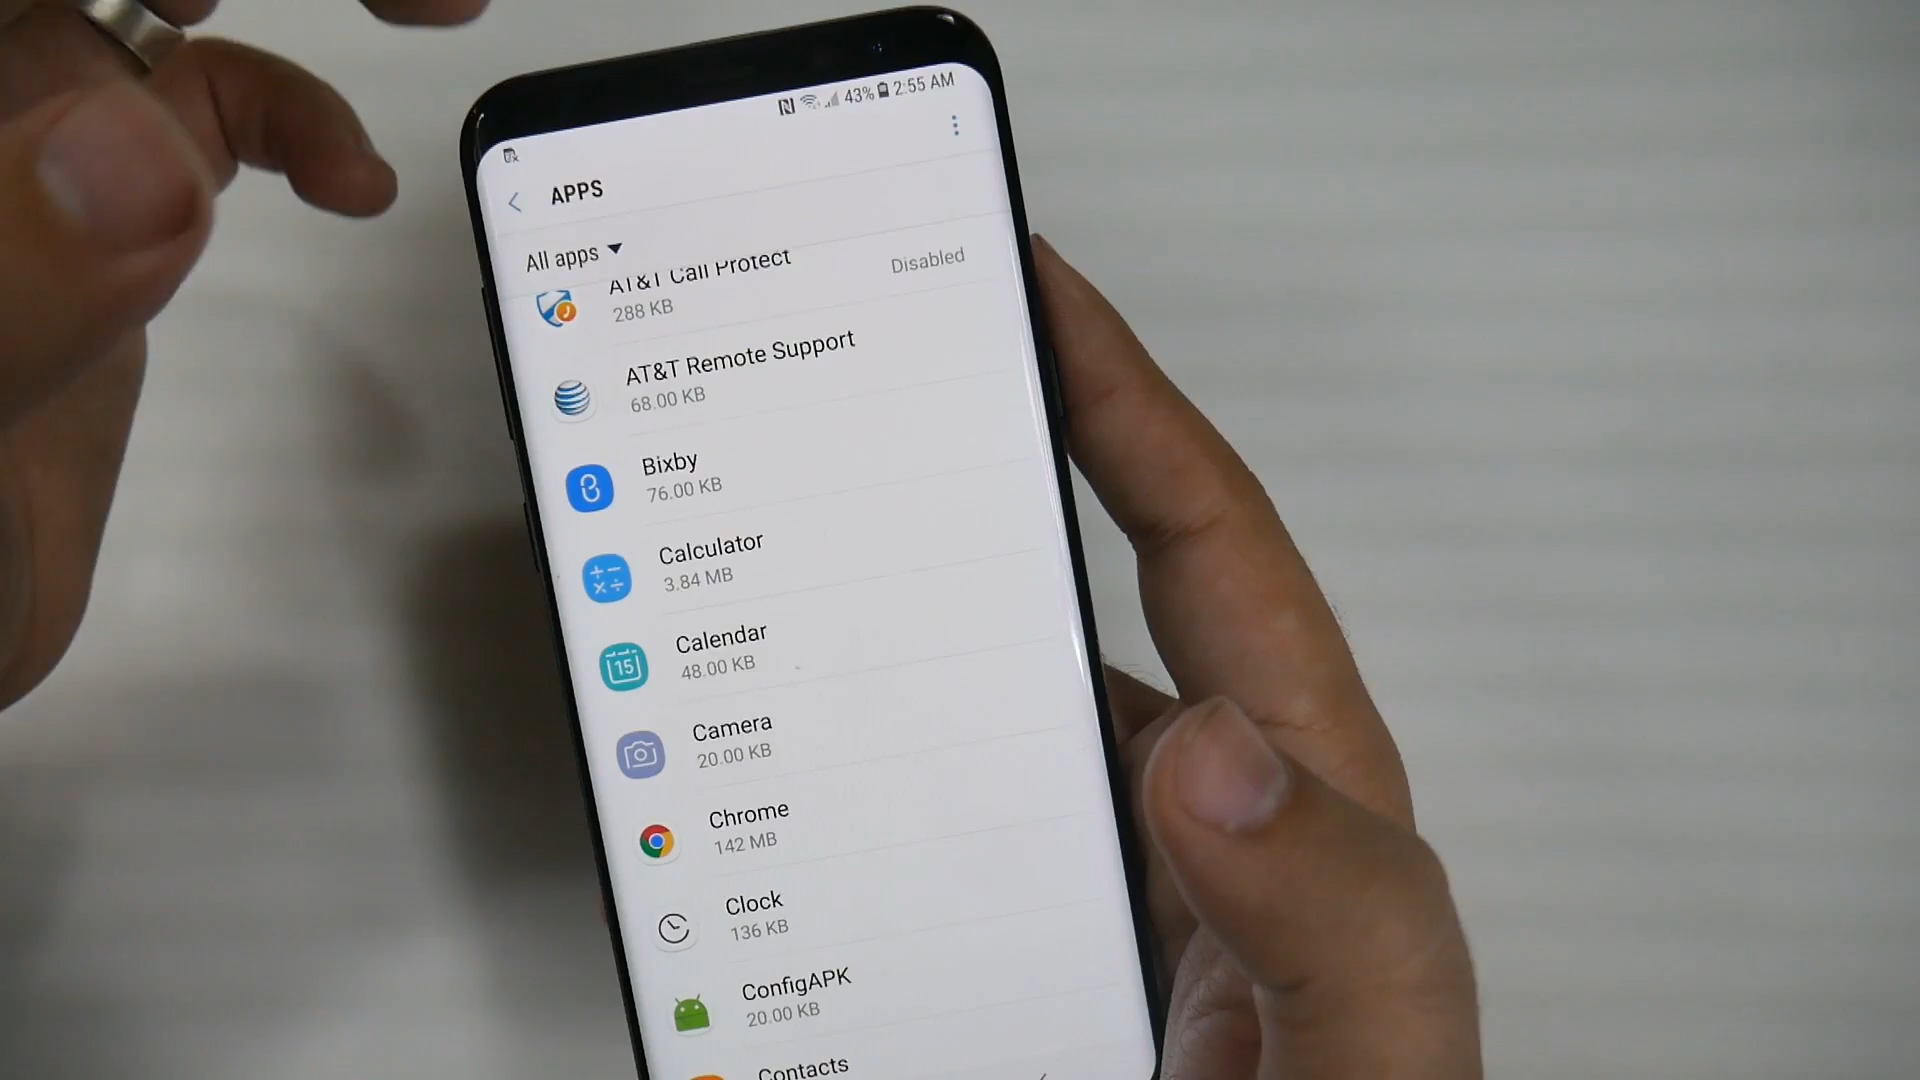 43% 2:55 AM
APPS
All apps
AT&T Call Protect
288 KB
Disabled
AT&T Remote Support
68.00 KB
Bixby
76.00 KB
Calculator
3.84 MB
15
Calendar
48.00 KB
Camera
20.00 KB
Chrome
142 MB
Clock
136 KB
ConfigAPK
20.00 KB
Contacts